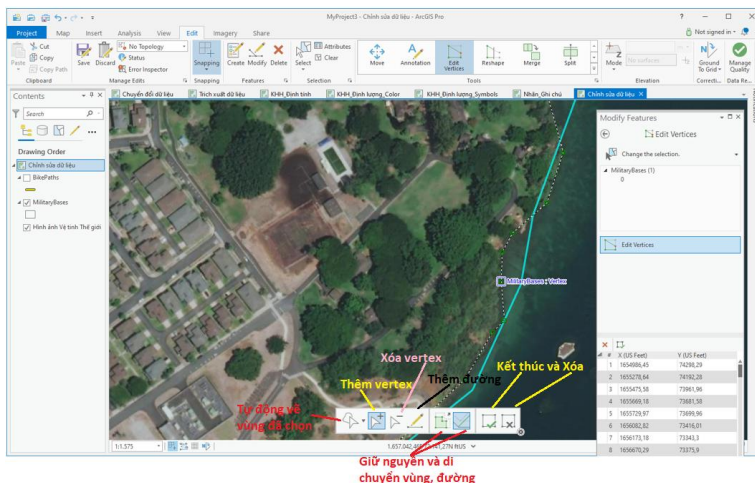 MyProject3 - Chỉnh sửa dữ liệu - ArcGIS Pro
Project Map Insert Analysis View Edit Imagery Share
Not signed in
Paste
Cut
Copy
Copy Path
Clipboard
Save Discard
No Topology
Status
Error Inspector
Manage Edits
Snapping
Snapping
Create Modify Delete
Features
Select
Attributes
Clear
Selection
Move Annotation Edit Vertices Reshape Merge Split
Tools
Mode
No surfaces
Elevation
Ground To Grid
Correcti...
Manage Quality
Data Re...
Chuyển đổi dữ liệu Trích xuất dữ liệu KHH_Định tính KHH_Định lượng_Color KHH_Định lượng_Symbols Nhãn_Ghi chú Chỉnh sửa dữ liệu
Contents
Search
Drawing Order
Chỉnh sửa dữ liệu
BikePaths
MilitaryBases
Hình ảnh Vệ tinh Thế giới
MilitaryBases: Vertex
Xóa vertex
Thêm vertex
Thêm đường
Kết thúc và Xóa
Tự động vẽ
vùng đã chọn
Giữ nguyên và di
chuyển vùng, đường
1:1.575
Modify Features
Edit Vertices
Change the selection.
MilitaryBases (1)
0
Edit Vertices
# X (US Feet) Y (US Feet)
1 1654986,45 74298,29
2 1655278,64 74192,28
3 1655475,58 73961,96
4 1655669,18 73681,58
5 1655729,97 73699,96
6 1656082,82 73416,01
7 1656173,18 73343,3
8 1656670,29 73375,9